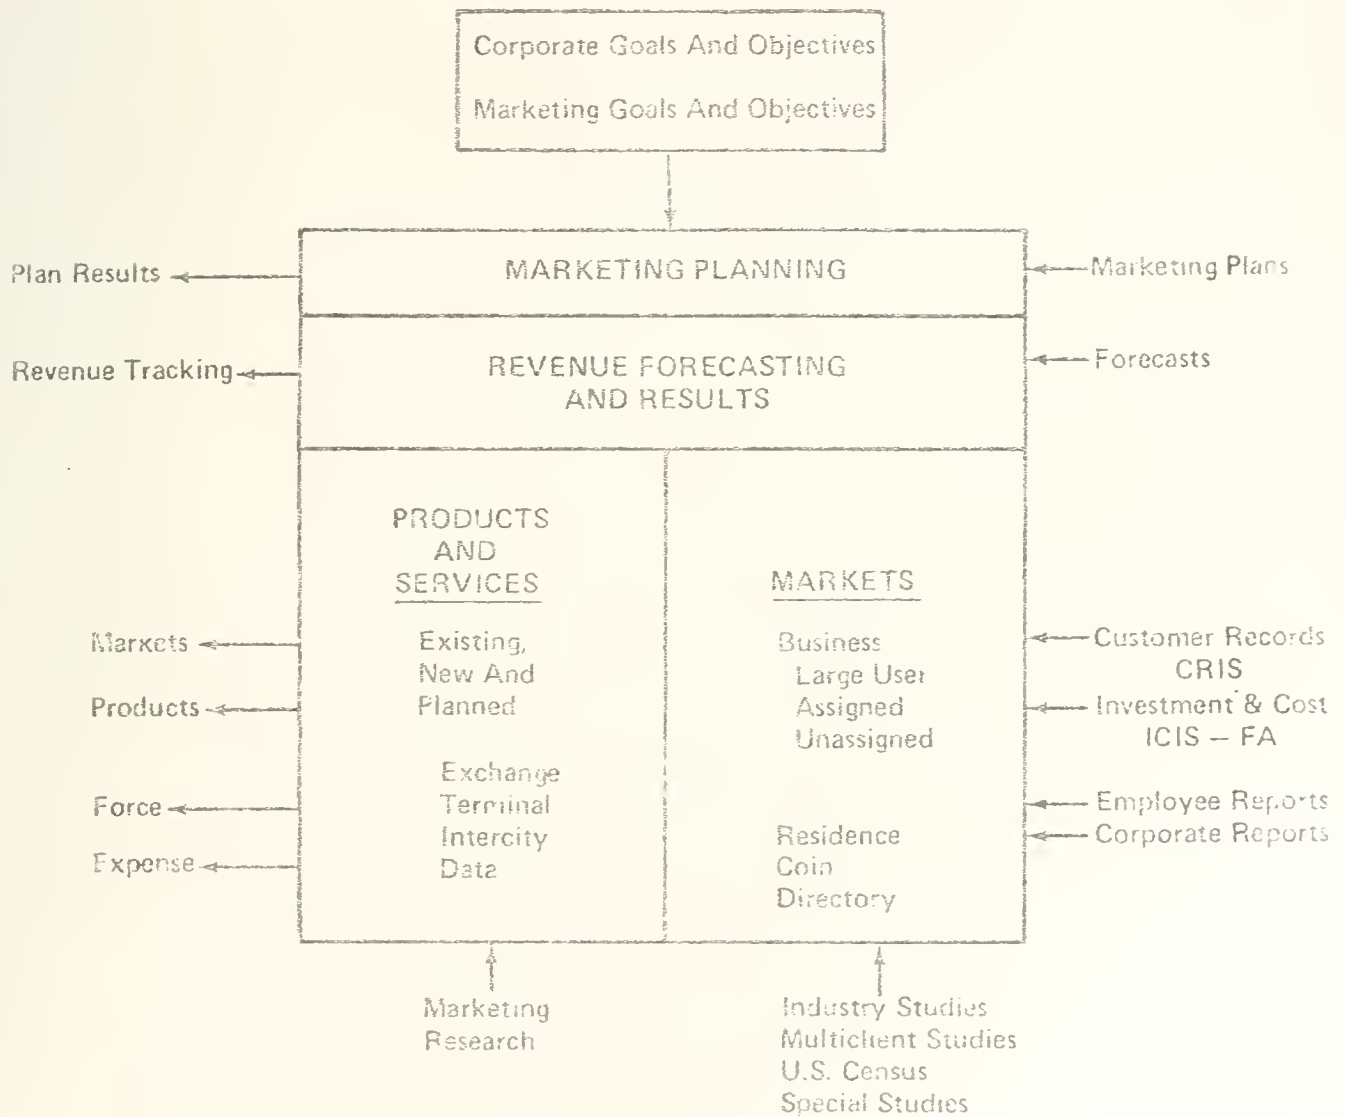 Corporate Goals And Objectives
Marketing Goals And Objectives
MARKETING PLANNING
Plan Results
Marketing Plans
REVENUE FORECASTING
AND RESULTS
Revenue Tracking
Forecasts
PRODUCTS
AND
SERVICES
Existing,
New And
Planned
Exchange
Terminal
Intercity
Data
MARKETS
Business
Large User
Assigned
Unassigned
Residence
Coin
Directory
Markets
Products
Force
Expense
Customer Records
CRIS
Investment & Cost
ICIS – FA
Employee Reports
Corporate Reports
Marketing
Research
Industry Studies
Multiclient Studies
U.S. Census
Special Studies